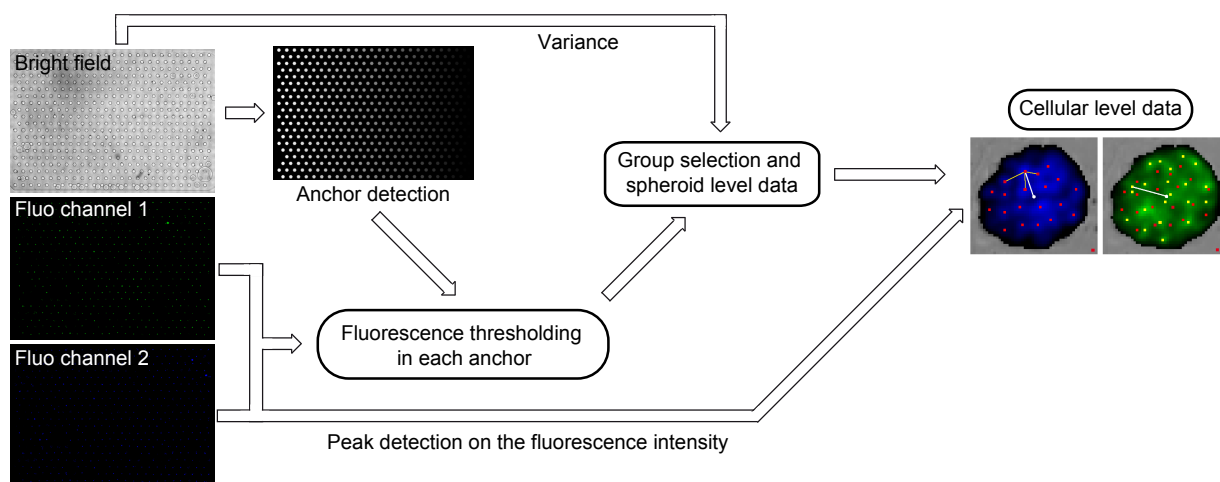 Variance
Bright field
Anchor detection
Fluo channel 1
Fluo channel 2
Fluorescence thresholding
in each anchor
Group selection and
spheroid level data
Cellular level data
Peak detection on the fluorescence intensity